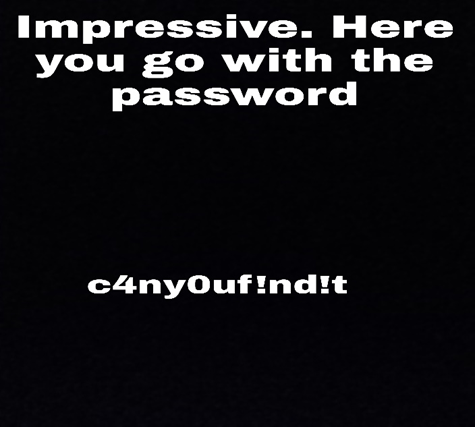 Impressive. Here
you go with the
password
c4ny0uf!nd!t